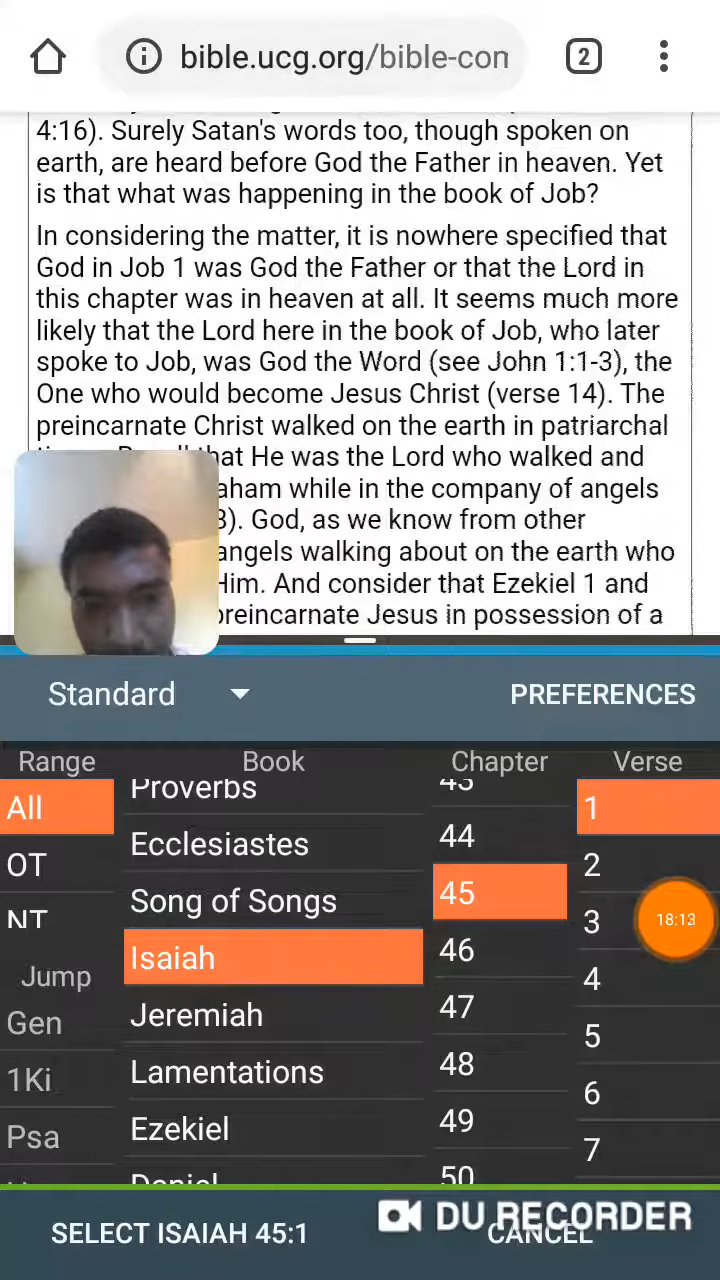 bible.ucg.org/bible-con
2
4:16). Surely Satan's words too, though spoken on
earth, are heard before God the Father in heaven. Yet
is that what was happening in the book of Job?
In considering the matter, it is nowhere specified that
God in Job 1 was God the Father or that the Lord in
this chapter was in heaven at all. It seems much more
likely that the Lord here in the book of Job, who later
spoke to Job, was God the Word (see John 1:1-3), the
One who would become Jesus Christ (verse 14). The
preincarnate Christ walked on the earth in patriarchal
that He was the Lord who walked and
aham while in the company of angels
3). God, as we know from other
angels walking about on the earth who
Him. And consider that Ezekiel 1 and
preincarnate Jesus in possession of a
Standard PREFERENCES
Range Book Chapter Verse
All Proverbs 43 1
OT Ecclesiastes 44 2
NT Song of Songs 45 3
18:13
Jump Isaiah 46 4
Gen Jeremiah 47 5
1Ki Lamentations 48 6
Psa Ezekiel 49 7
Daniel 50
SELECT ISAIAH 45:1 CANCEL
DU RECORDER